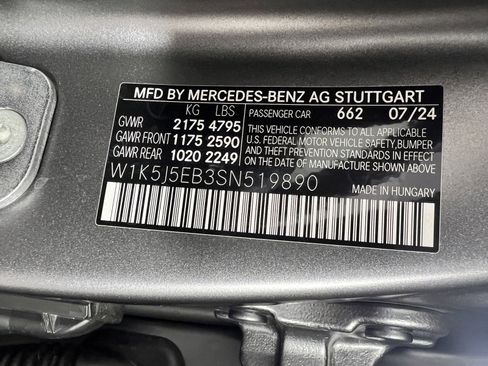 MFD BY MERCEDES-BENZ AG STUTTGART
KG LBS PASSENGER CAR 662 07/24
GVWR 2175 4795 THIS VEHICLE CONFORMS TO ALL APPLICABLE
GAWR FRONT 1175 2590 U.S. FEDERAL MOTOR VEHICLE SAFETY,BUMPER,
GAWR REAR 1020 2249 AND THEFT PREVENTION STANDARDS IN EFFECT
ON THE DATE OF MANUFACTURE SHOWN ABOVE.
W1K5J5EB3SN519890 MADE IN HUNGARY